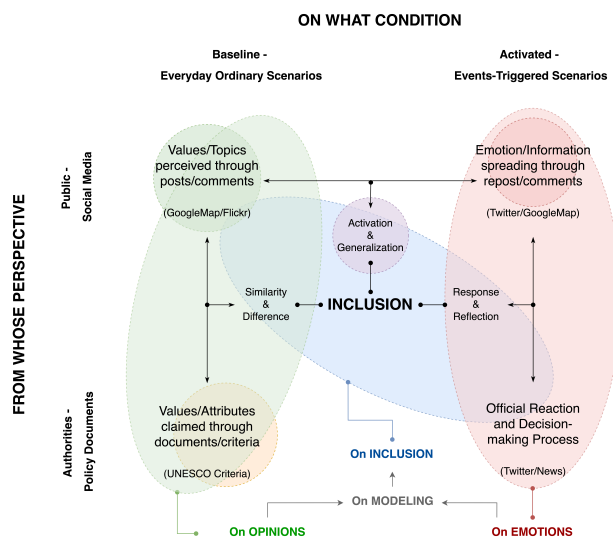 ON WHAT CONDITION
Baseline -
Everyday Ordinary Scenarios
Activated -
Events-Triggered Scenarios
FROM WHOSE PERSPECTIVE
Public -
Social Media
Values/Topics
perceived through
posts/comments
(GoogleMap/Flickr)
Emotion/Information
spreading through
repost/comments
(Twitter/GoogleMap)
Activation
&
Generalization
Similarity
&
Difference
INCLUSION
Response
&
Reflection
Authorities -
Policy Documents
Values/Attributes
claimed through
documents/criteria
(UNESCO Criteria)
Official Reaction
and Decision-
making Process
(Twitter/News)
On INCLUSION
On MODELING
On OPINIONS
On EMOTIONS